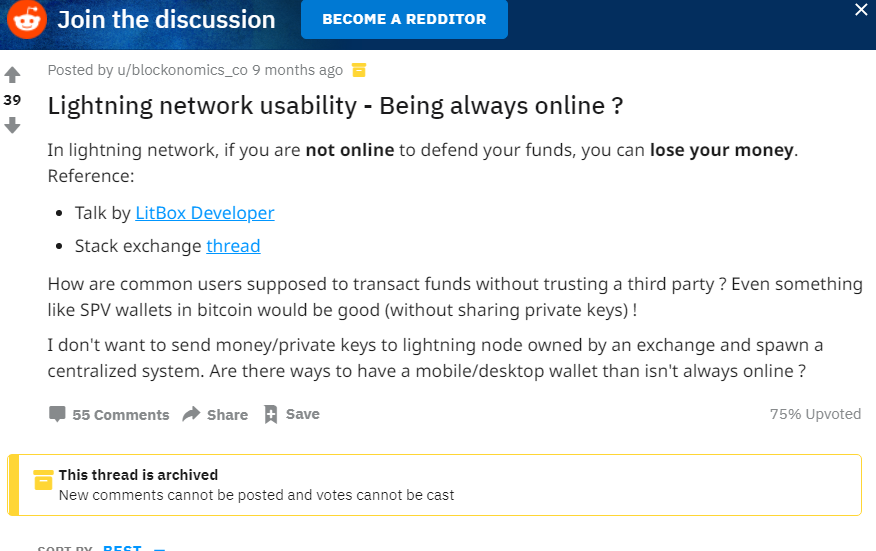 Join the discussion
BECOME A REDDITOR
Posted by u/blockonomics_co 9 months ago
39
Lightning network usability - Being always online ?
In lightning network, if you are not online to defend your funds, you can lose your money.
Reference:
Talk by LitBox Developer
Stack exchange thread
How are common users supposed to transact funds without trusting a third party ? Even something
like SPV wallets in bitcoin would be good (without sharing private keys) !
I don't want to send money/private keys to lightning node owned by an exchange and spawn a
centralized system. Are there ways to have a mobile/desktop wallet than isn't always online ?
55 Comments Share Save 75% Upvoted
This thread is archived
New comments cannot be posted and votes cannot be cast
SORT BY BEST